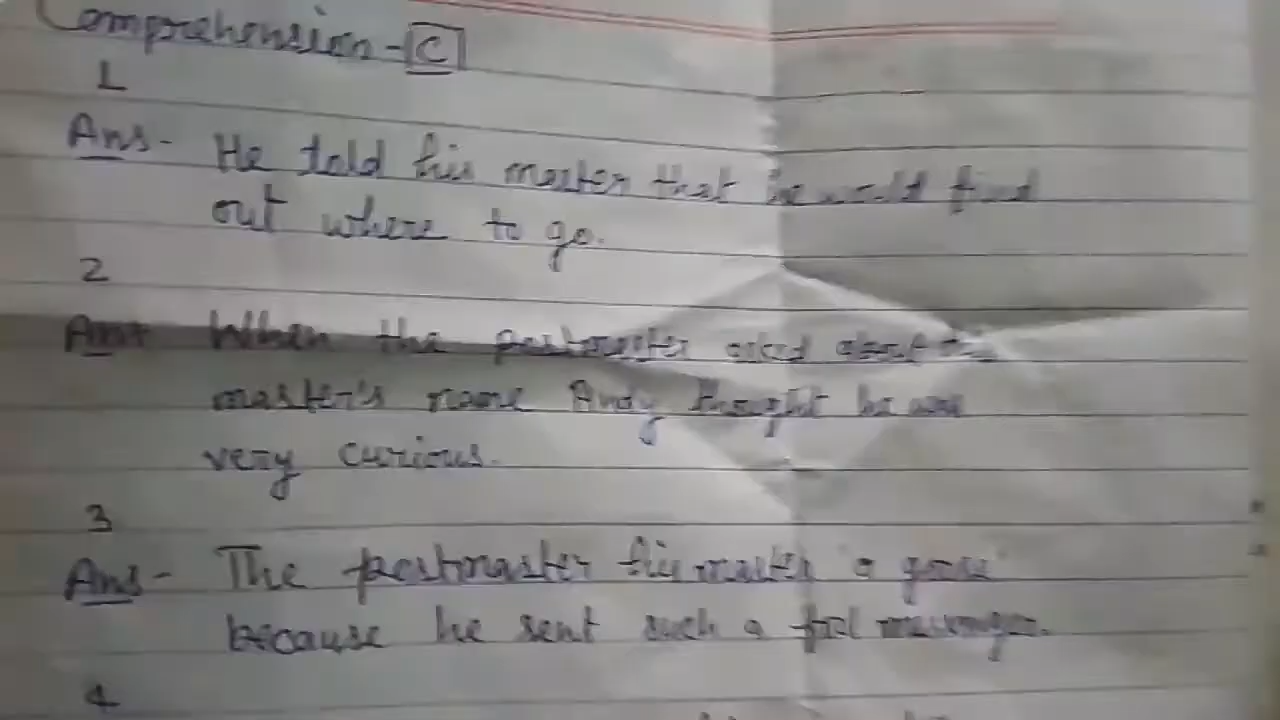 Comprehension-C
1
Ans- He told his master that he would find
out where to go.
2
Ans When the postmaster asked about
master's name Andy thought he was
very curious.
3
Ans- The postmaster his master a goose
because he sent such a fool messenger.
4